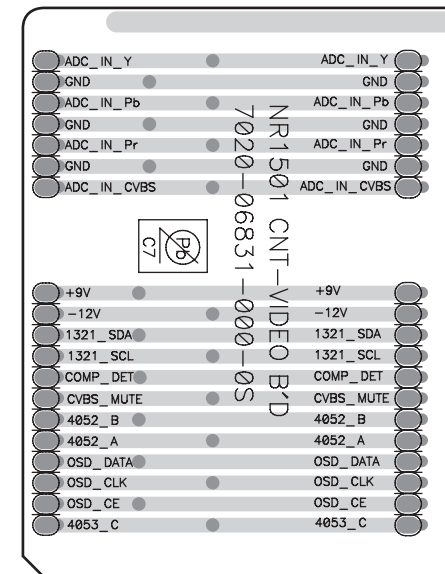 ADC_IN_Y ADC_IN_Y
GND GND
ADC_IN_Pb ADC_IN_Pb
GND GND
ADC_IN_Pr ADC_IN_Pr
GND GND
ADC_IN_CVBS ADC_IN_CVBS
NR1501 CNT-VIDEO B'D
7020-06831-000-0S
Pb
C7
+9V +9V
-12V -12V
1321_SDA 1321_SDA
1321_SCL 1321_SCL
COMP_DET COMP_DET
CVBS_MUTE CVBS_MUTE
4052_B 4052_B
4052_A 4052_A
OSD_DATA OSD_DATA
OSD_CLK OSD_CLK
OSD_CE OSD_CE
4053_C 4053_C